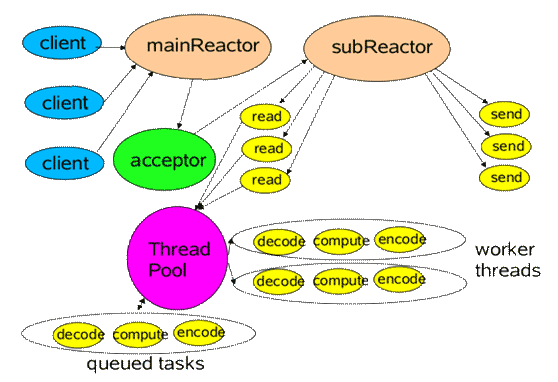 client
mainReactor
subReactor
client
read
send
client
acceptor
read
send
read
send
Thread
Pool
decode
compute
encode
worker
threads
decode
compute
encode
decode
compute
encode
queued tasks